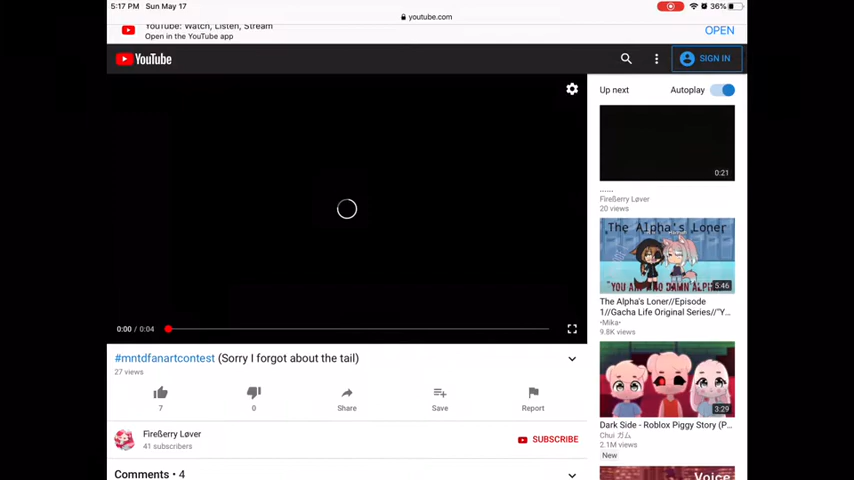 5:17 PM Sun May 17
36%
youtube.com
YouTube: Watch, Listen, Stream
Open in the YouTube app
OPEN
YouTube
SIGN IN
Up next
Autoplay
0:21
......
Fireßerry Løver
20 views
The Alpha's Loner
5:46
The Alpha's Loner//Episode
1//Gacha Life Original Series//"Y...
•Mika•
9.8K views
3:29
Dark Side - Roblox Piggy Story (P...
Chui ガム
2.1M views
New
Voice
0:00 / 0:04
#mntdfanartcontest (Sorry I forgot about the tail)
27 views
7
0
Share
Save
Report
Fireßerry Løver
41 subscribers
SUBSCRIBE
Comments • 4